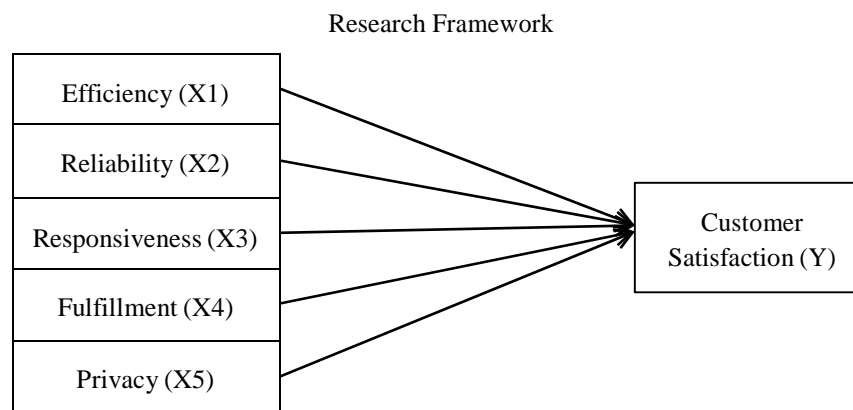 Research Framework
Efficiency (X1)
Reliability (X2)
Responsiveness (X3)
Fulfillment (X4)
Privacy (X5)
Customer
Satisfaction (Y)